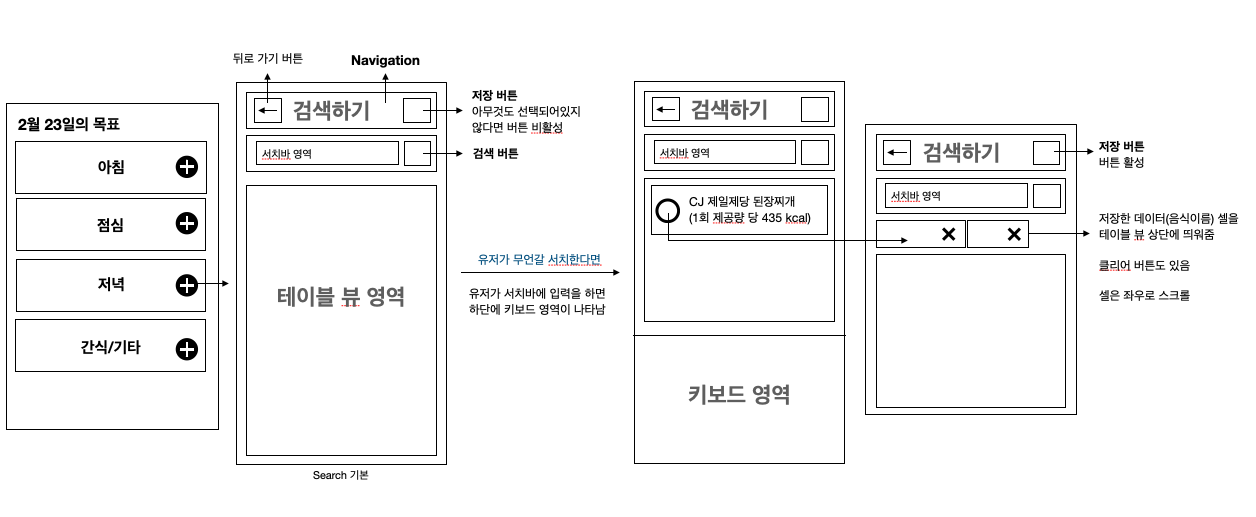 2월 23일의 목표
아침
점심
저녁
간식/기타
뒤로 가기 버튼
Navigation
검색하기
서치바 영역
테이블 뷰 영역
Search 기본
저장 버튼
아무것도 선택되어있지
않다면 버튼 비활성
검색 버튼
유저가 무언갈 서치한다면
유저가 서치바에 입력을 하면
하단에 키보드 영역이 나타남
검색하기
서치바 영역
CJ 제일제당 된장찌개
(1회 제공량 당 435 kcal)
키보드 영역
검색하기
서치바 영역
저장 버튼
버튼 활성
저장한 데이터(음식이름) 셀을
테이블 뷰 상단에 띄워줌
클리어 버튼도 있음
셀은 좌우로 스크롤